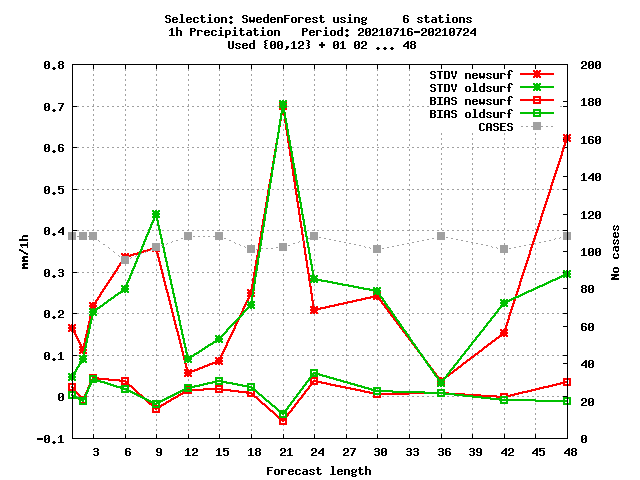 Selection: SwedenForest using     6 stations
1h Precipitation   Period: 20210716-20210724
Used {00,12} + 01 02 ... 48
STDV newsurf
STDV oldsurf
BIAS newsurf
BIAS oldsurf
CASES
0.8
0.7
0.6
0.5
0.4
0.3
0.2
0.1
0
-0.1
mm/1h
200
180
160
140
120
100
80
60
40
20
0
No cases
3 6 9 12 15 18 21 24 27 30 33 36 39 42 45 48
Forecast length